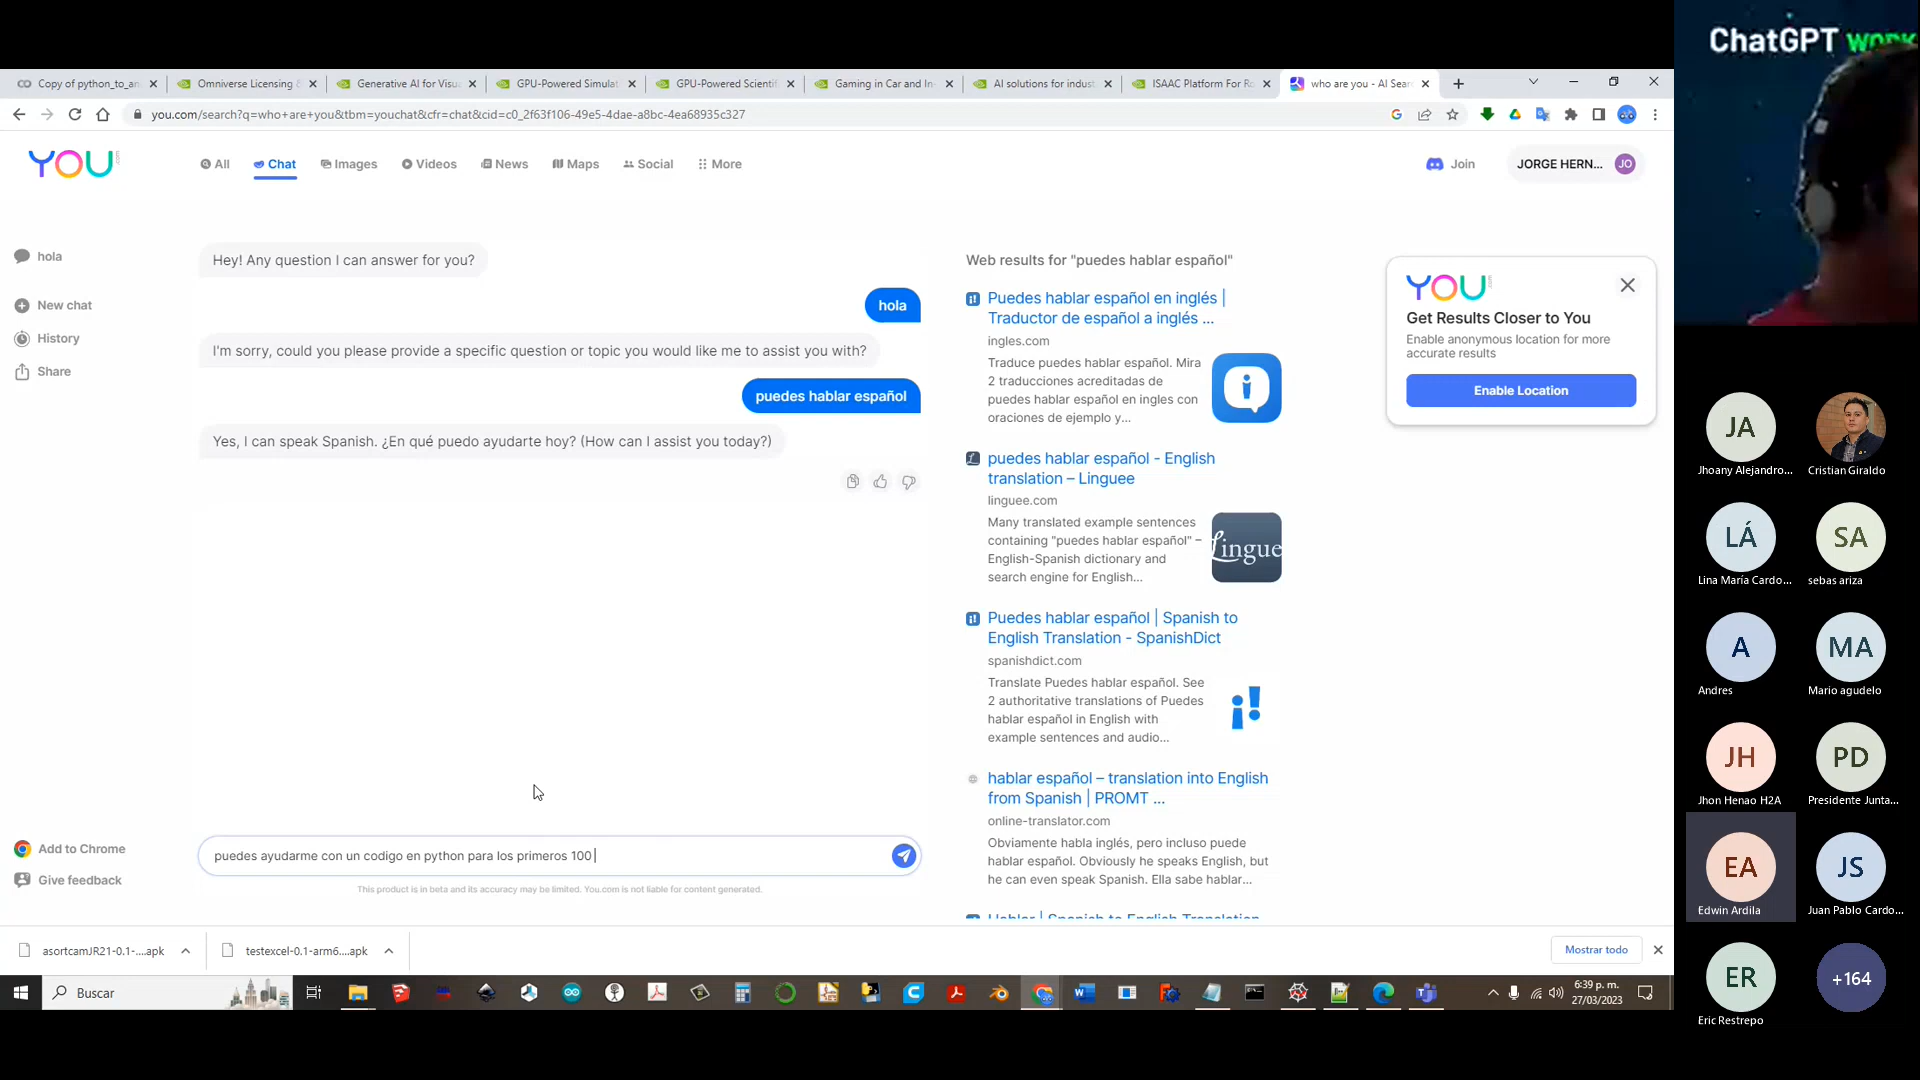 ChatGPT WORK
Copy of python_to_an
Omniverse Licensing &
Generative AI for Visu
GPU-Powered Simulat
GPU-Powered Scientif
Gaming in Car and In-
AI solutions for indust
ISAAC Platform For Ro
who are you - AI Sear
you.com/search?q=who+are+you&tbm=youchat&cfr=chat&cid=c0_2f63f106-49e5-4dae-a8bc-4ea68935c327
YOU.com
All
Chat
Images
Videos
News
Maps
Social
More
Join
JORGE HERN...
JO
hola
New chat
History
Share
Hey! Any question I can answer for you?
hola
I'm sorry, could you please provide a specific question or topic you would like me to assist you with?
puedes hablar español
Yes, I can speak Spanish. ¿En qué puedo ayudarte hoy? (How can I assist you today?)
Web results for "puedes hablar español"
Puedes hablar español en inglés |
Traductor de español a inglés ...
ingles.com
Traduce puedes hablar español. Mira
2 traducciones acreditadas de
puedes hablar español en ingles con
oraciones de ejemplo y...
puedes hablar español - English
translation – Linguee
linguee.com
Many translated example sentences
containing "puedes hablar español" –
English-Spanish dictionary and
search engine for English...
Lingue
Puedes hablar español | Spanish to
English Translation - SpanishDict
spanishdict.com
Translate Puedes hablar español. See
2 authoritative translations of Puedes
hablar español in English with
example sentences and audio...
hablar español – translation into English
from Spanish | PROMT ...
online-translator.com
Obviamente habla inglés, pero incluso puede
hablar español. Obviously he speaks English, but
he can even speak Spanish. Ella sabe hablar...
Hablar | Spanish to English Translation
YOU.com
Get Results Closer to You
Enable anonymous location for more
accurate results
Enable Location
Add to Chrome
Give feedback
puedes ayudarme con un codigo en python para los primeros 100
This product is in beta and its accuracy may be limited. You.com is not liable for content generated.
asortcamJR21-0.1-....apk
testexcel-0.1-arm6....apk
Mostrar todo
Buscar
6:39 p. m.
27/03/2023
JA
Jhoany Alejandro...
Cristian Giraldo
LÁ
Lina María Cardo...
SA
sebas ariza
A
Andres
MA
Mario agudelo
JH
Jhon Henao H2A
PD
Presidente Junta...
EA
Edwin Ardila
JS
Juan Pablo Cardo...
ER
Eric Restrepo
+164